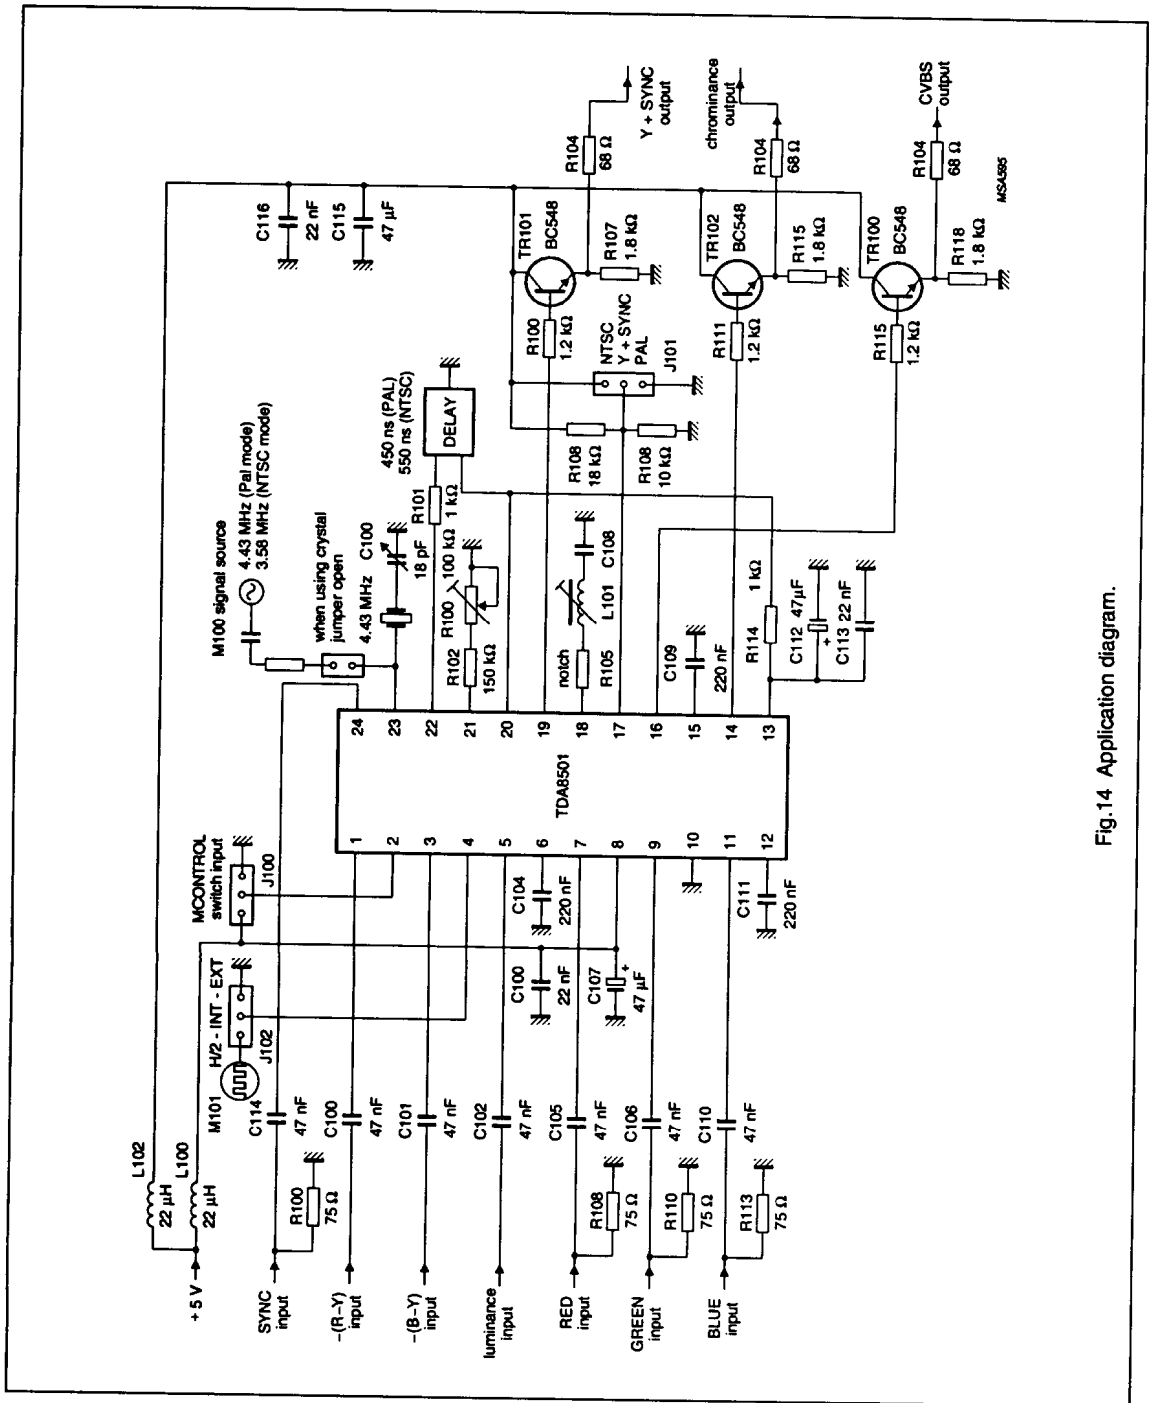 + 5 V
L102
22 µH
L100
22 µH
SYNC
input
R100
75 Ω
C114
47 nF
M101
H/2 - INT - EXT
J102
MCONTROL
switch input
J100
-(R-Y)
input
C100
47 nF
-(B-Y)
input
C101
47 nF
luminance
input
C102
47 nF
RED
input
R108
75 Ω
C105
47 nF
GREEN
input
R110
75 Ω
C106
47 nF
BLUE
input
R113
75 Ω
C110
47 nF
C100
22 nF
C107
+
47 µF
C104
220 nF
C111
220 nF
1
2
3
4
5
6
7
8
9
10
11
12
TDA8501
24
23
22
21
20
19
18
17
16
15
14
13
M100 signal source
4.43 MHz (Pal mode)
3.58 MHz (NTSC mode)
when using crystal
jumper open
4.43 MHz
C100
18 pF
R102
150 kΩ
R100
100 kΩ
R101
1 kΩ
450 ns (PAL)
550 ns (NTSC)
DELAY
C116
22 nF
C115
47 µF
notch
R105
L101
C108
C109
220 nF
R114
1 kΩ
C112
47µF
+
C113
22 nF
R108
18 kΩ
R108
10 kΩ
NTSC
Y + SYNC
PAL
J101
R100
1.2 kΩ
TR101
BC548
R107
1.8 kΩ
R104
68 Ω
Y + SYNC
output
R111
1.2 kΩ
TR102
BC548
R115
1.8 kΩ
R104
68 Ω
chrominance
output
R115
1.2 kΩ
TR100
BC548
R118
1.8 kΩ
R104
68 Ω
CVBS
output
MSA595
Fig.14 Application diagram.